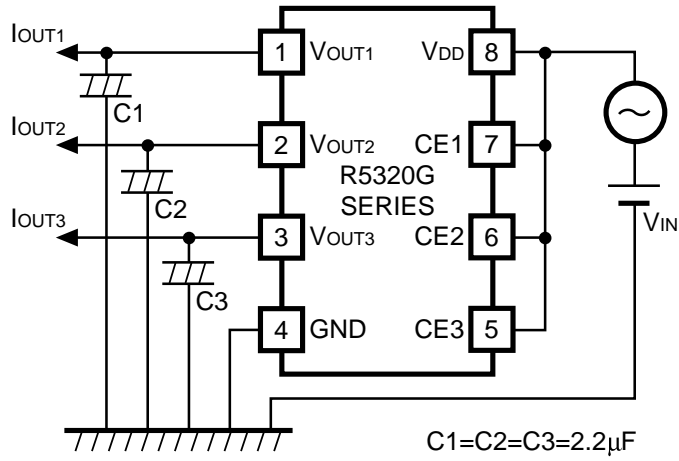 IOUT1
1 VOUT1 VDD 8
C1
IOUT2
2 VOUT2 CE1 7
R5320G
SERIES
C2
IOUT3
3 VOUT3 CE2 6
VIN
C3
4 GND CE3 5
C1=C2=C3=2.2μF